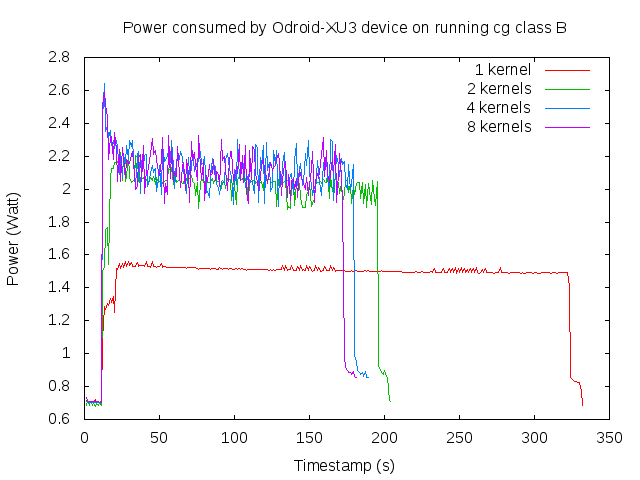 Power consumed by Odroid-XU3 device on running cg class B
2.8
2.6
2.4
2.2
2
1.8
1.6
1.4
1.2
1
0.8
0.6
Power (Watt)
1 kernel
2 kernels
4 kernels
8 kernels
0 50 100 150 200 250 300 350
Timestamp (s)